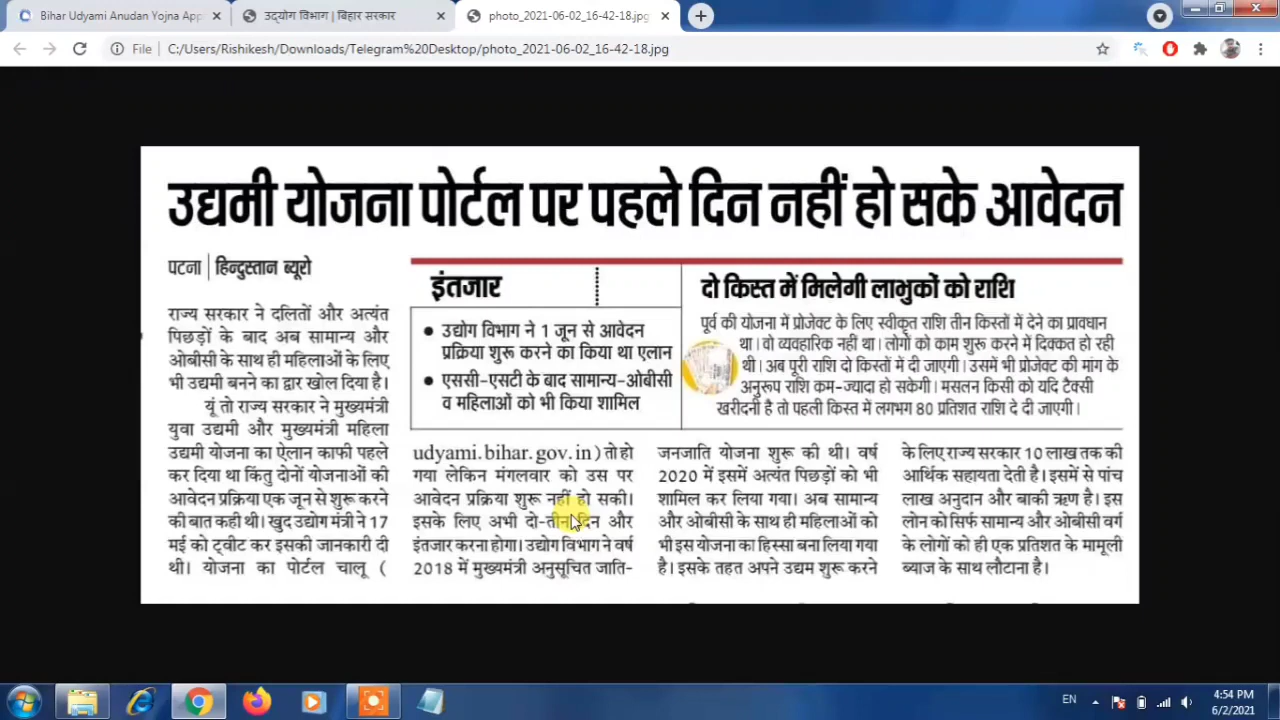 Bihar Udyami Anudan Yojna App
उद्योग विभाग | बिहार सरकार
photo_2021-06-02_16-42-18.jpg
File
C:/Users/Rishikesh/Downloads/Telegram%20Desktop/photo_2021-06-02_16-42-18.jpg
उद्यमी योजना पोर्टल पर पहले दिन नहीं हो सके आवेदन
पटना | हिन्दुस्तान ब्यूरो
राज्य सरकार ने दलितों और अत्यंत
पिछड़ों के बाद अब सामान्य और
ओबीसी के साथ ही महिलाओं के लिए
भी उद्यमी बनने का द्वार खोल दिया है।
यूं तो राज्य सरकार ने मुख्यमंत्री
युवा उद्यमी और मुख्यमंत्री महिला
उद्यमी योजना का ऐलान काफी पहले
कर दिया था किंतु दोनों योजनाओं की
आवेदन प्रक्रिया एक जून से शुरू करने
की बात कही थी। खुद उद्योग मंत्री ने 17
मई को ट्वीट कर इसकी जानकारी दी
थी। योजना का पोर्टल चालू (
इंतजार
• उद्योग विभाग ने 1 जून से आवेदन
प्रक्रिया शुरू करने का किया था एलान
• एससी-एसटी के बाद सामान्य-ओबीसी
व महिलाओं को भी किया शामिल
दो किस्त में मिलेगी लाभुकों को राशि
पूर्व की योजना में प्रोजेक्ट के लिए स्वीकृत राशि तीन किस्तों में देने का प्रावधान
था। वो व्यवहारिक नहीं था। लोगों को काम शुरू करने में दिक्कत हो रही
थी। अब पूरी राशि दो किस्तों में दी जाएगी। उसमें भी प्रोजेक्ट की मांग के
अनुरूप राशि कम-ज्यादा हो सकेगी। मसलन किसी को यदि टैक्सी
खरीदनी है तो पहली किस्त में लगभग 80 प्रतिशत राशि दे दी जाएगी।
udyami.bihar.gov.in) तो हो
गया लेकिन मंगलवार को उस पर
आवेदन प्रक्रिया शुरू नहीं हो सकी।
इसके लिए अभी दो-तीन दिन और
इंतजार करना होगा। उद्योग विभाग ने वर्ष
2018 में मुख्यमंत्री अनुसूचित जाति-
जनजाति योजना शुरू की थी। वर्ष
2020 में इसमें अत्यंत पिछड़ों को भी
शामिल कर लिया गया। अब सामान्य
और ओबीसी के साथ ही महिलाओं को
भी इस योजना का हिस्सा बना लिया गया
है। इसके तहत अपने उद्यम शुरू करने
के लिए राज्य सरकार 10 लाख तक की
आर्थिक सहायता देती है। इसमें से पांच
लाख अनुदान और बाकी ऋण है। इस
लोन को सिर्फ सामान्य और ओबीसी वर्ग
के लोगों को ही एक प्रतिशत के मामूली
ब्याज के साथ लौटाना है।
EN
4:54 PM
6/2/2021